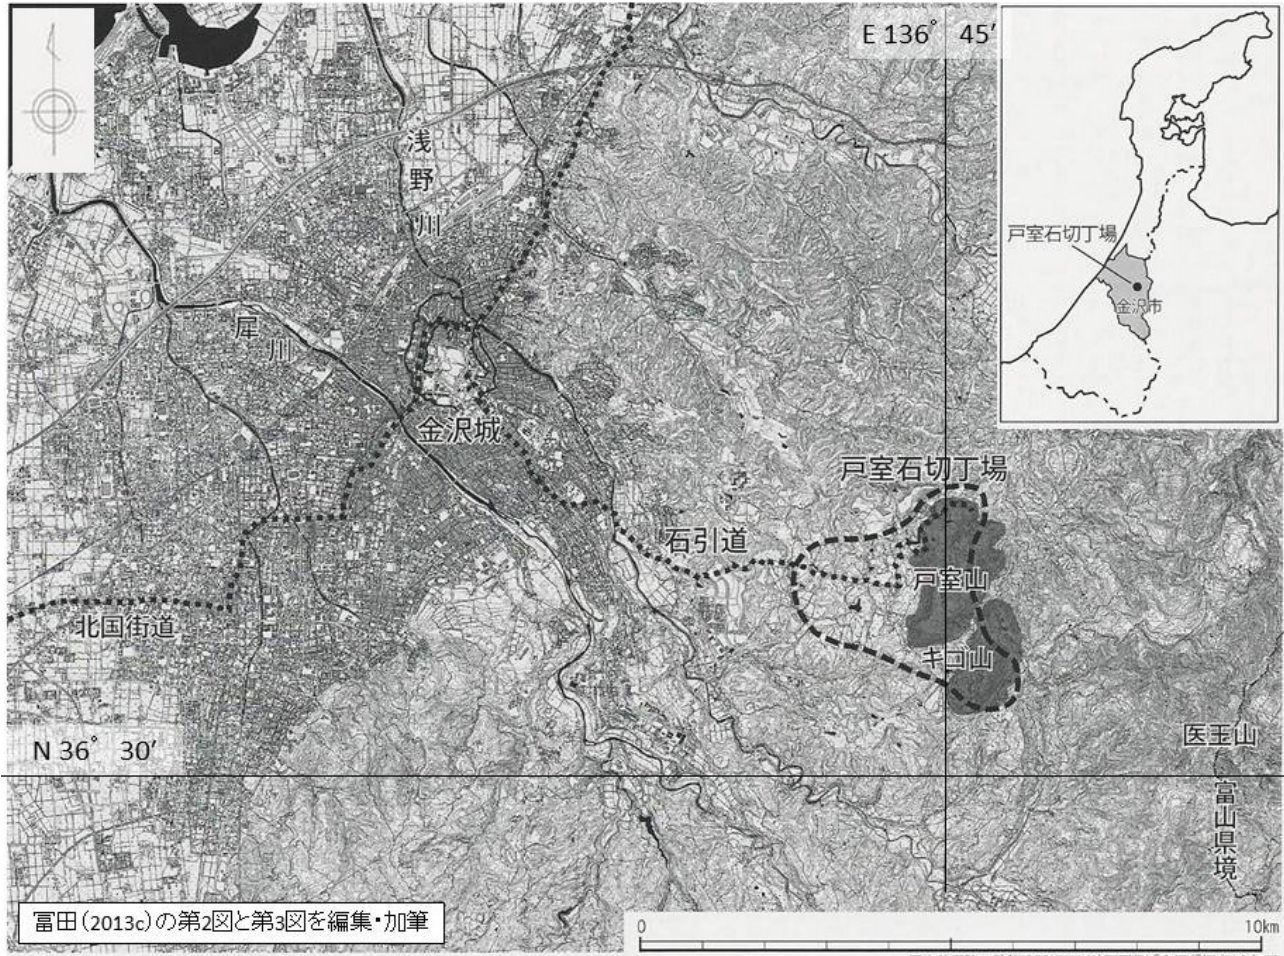 E 136° 45′
浅野川
戸室石切丁場
金沢市
犀川
金沢城
戸室石切丁場
石引道
戸室山
北国街道
キゴ山
医王山
N 36° 30′
富山県境
冨田(2013c)の第2図と第3図を編集・加筆
0
10km